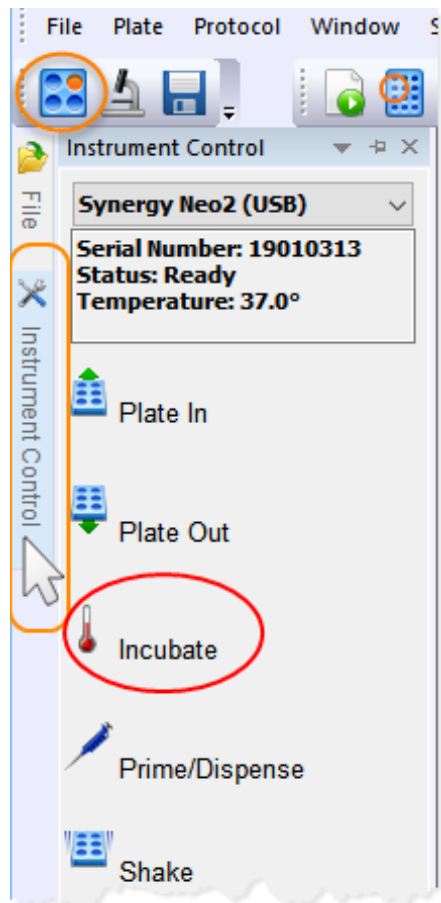 File Plate Protocol Window S
Instrument Control
File
Synergy Neo2 (USB)
Serial Number: 19010313
Status: Ready
Temperature: 37.0°
Instrument Control
Plate In
Plate Out
Incubate
Prime/Dispense
Shake